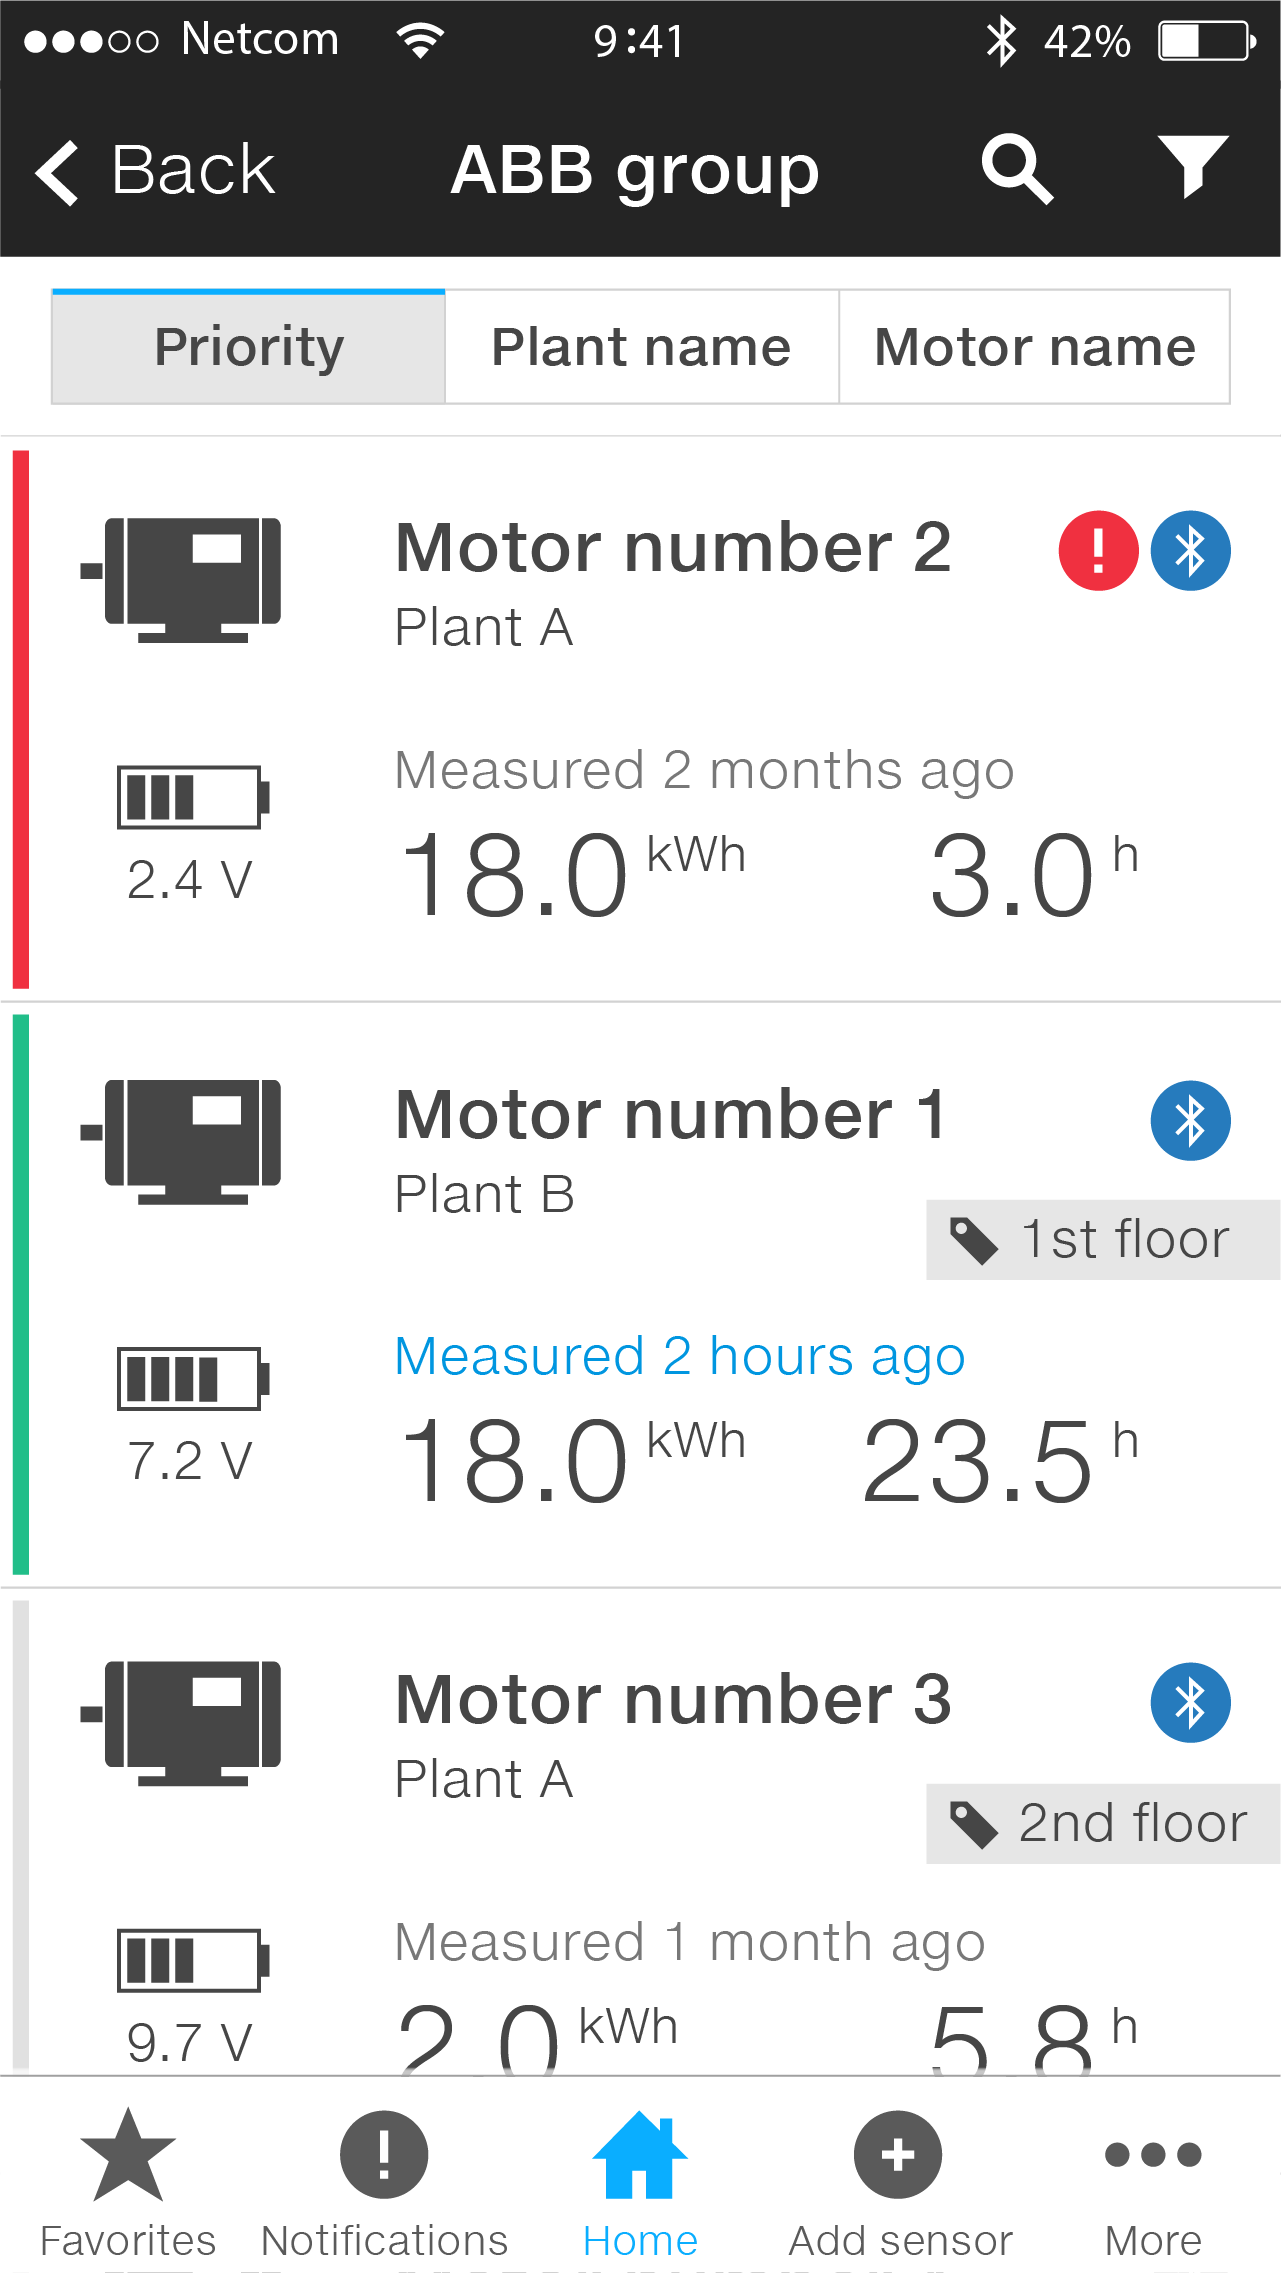 Netcom 9:41 42%
Back ABB group
Priority Plant name Motor name
Motor number 2
Plant A
Measured 2 months ago
18.0 kWh 3.0 h
2.4 V
Motor number 1
Plant B
1st floor
Measured 2 hours ago
18.0 kWh 23.5 h
7.2 V
Motor number 3
Plant A
2nd floor
Measured 1 month ago
2.0 kWh 5.8 h
9.7 V
Favorites Notifications Home Add sensor More